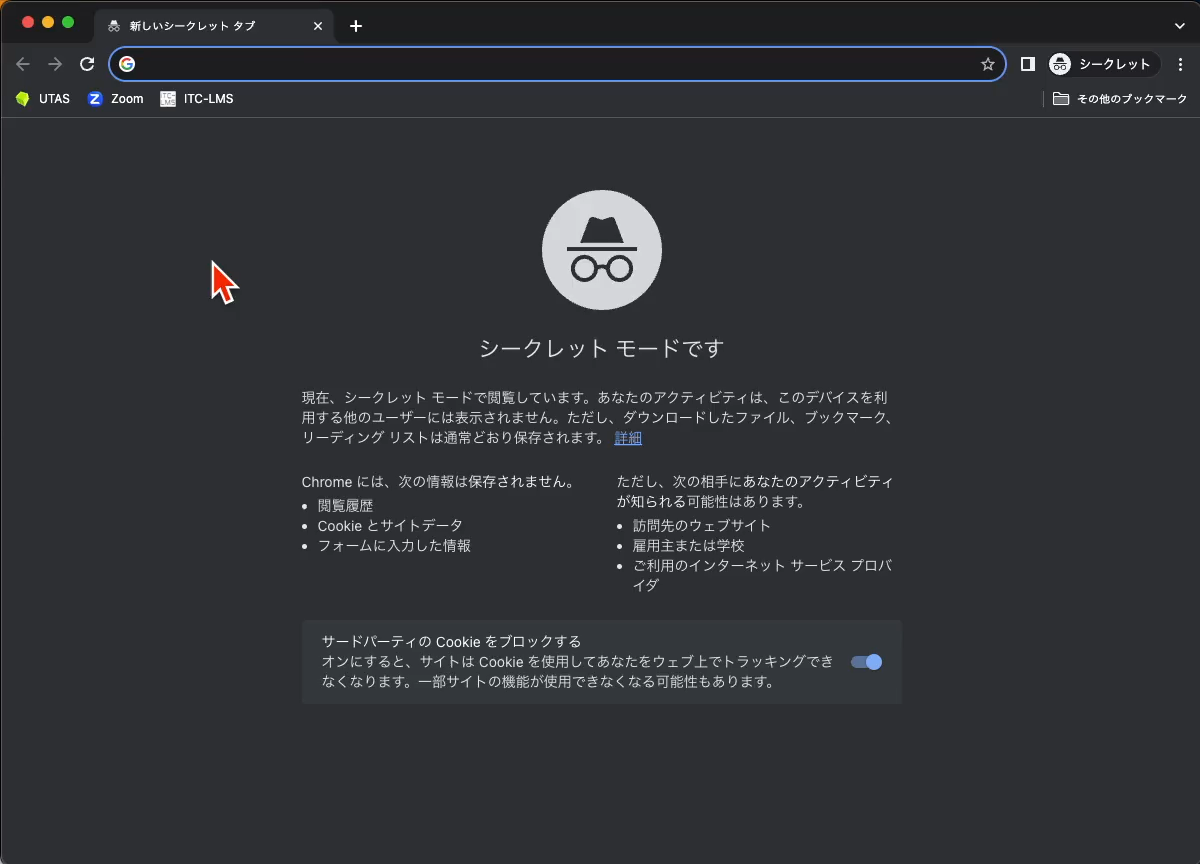 新しいシークレット タブ
シークレット
UTAS
Zoom
ITC-LMS
その他のブックマーク
シークレット モードです
現在、シークレット モードで閲覧しています。あなたのアクティビティは、このデバイスを利
用する他のユーザーには表示されません。ただし、ダウンロードしたファイル、ブックマーク、
リーディング リストは通常どおり保存されます。 詳細
Chrome には、次の情報は保存されません。
• 閲覧履歴
• Cookie とサイトデータ
• フォームに入力した情報
ただし、次の相手にあなたのアクティビティ
が知られる可能性はあります。
• 訪問先のウェブサイト
• 雇用主または学校
• ご利用のインターネット サービス プロバ
イダ
サードパーティの Cookie をブロックする
オンにすると、サイトは Cookie を使用してあなたをウェブ上でトラッキングでき
なくなります。一部サイトの機能が使用できなくなる可能性もあります。